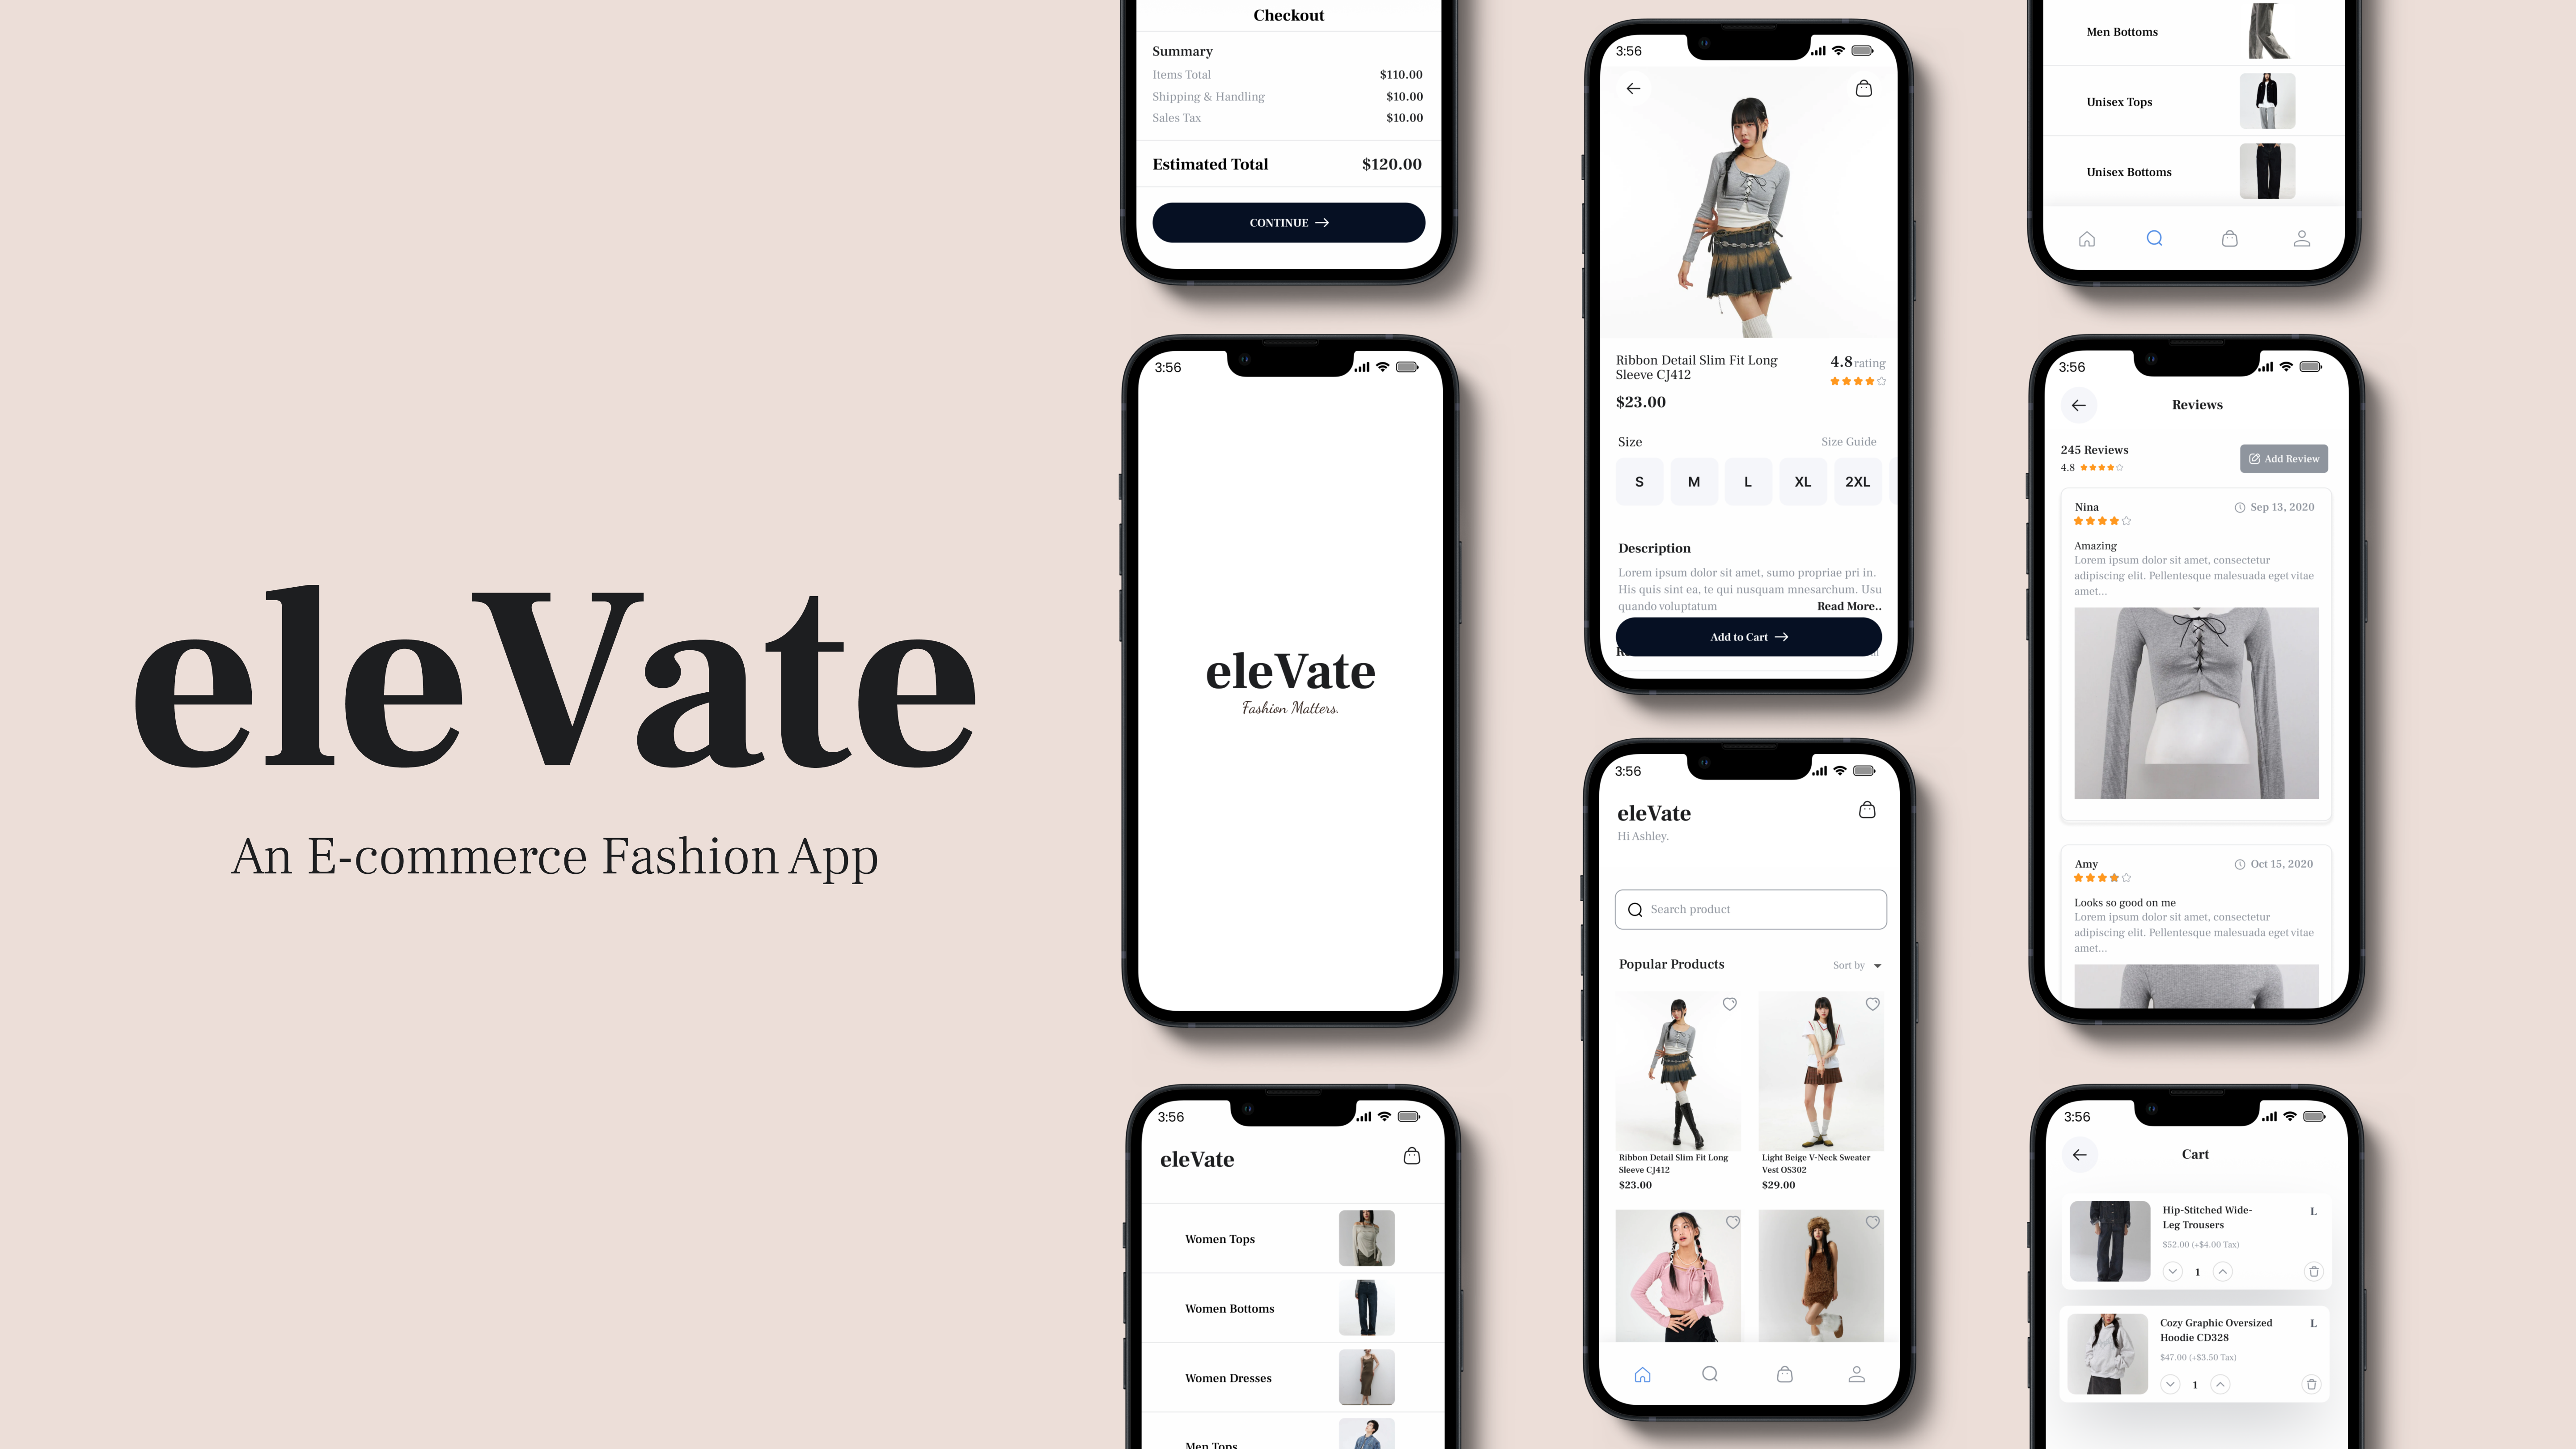 eleVate
An E-commerce Fashion App
Checkout
Summary
Items Total $110.00
Shipping & Handling $10.00
Sales Tax $10.00
Estimated Total $120.00
CONTINUE
3:56
eleVate
Fashion Matters.
3:56
eleVate
Women Tops
Women Bottoms
Women Dresses
Men Tops
3:56
Ribbon Detail Slim Fit Long
Sleeve CJ412
4.8 rating
$23.00
Size Size Guide
S M L XL 2XL
Description
Lorem ipsum dolor sit amet, sumo propriae pri in.
His quis sint ea, te qui nusquam mnesarchum. Usu
quando voluptatum Read More..
Add to Cart
3:56
eleVate
Hi Ashley.
Search product
Popular Products Sort by
Ribbon Detail Slim Fit Long
Sleeve CJ412
$23.00
Light Beige V-Neck Sweater
Vest OS302
$29.00
Men Bottoms
Unisex Tops
Unisex Bottoms
3:56
Reviews
245 Reviews
4.8
Add Review
Nina Sep 13, 2020
Amazing
Lorem ipsum dolor sit amet, consectetur
adipiscing elit. Pellentesque malesuada eget vitae
amet...
Amy Oct 15, 2020
Looks so good on me
Lorem ipsum dolor sit amet, consectetur
adipiscing elit. Pellentesque malesuada eget vitae
amet...
3:56
Cart
Hip-Stitched Wide-
Leg Trousers
L
$52.00 (+$4.00 Tax)
1
Cozy Graphic Oversized
Hoodie CD328
L
$47.00 (+$3.50 Tax)
1